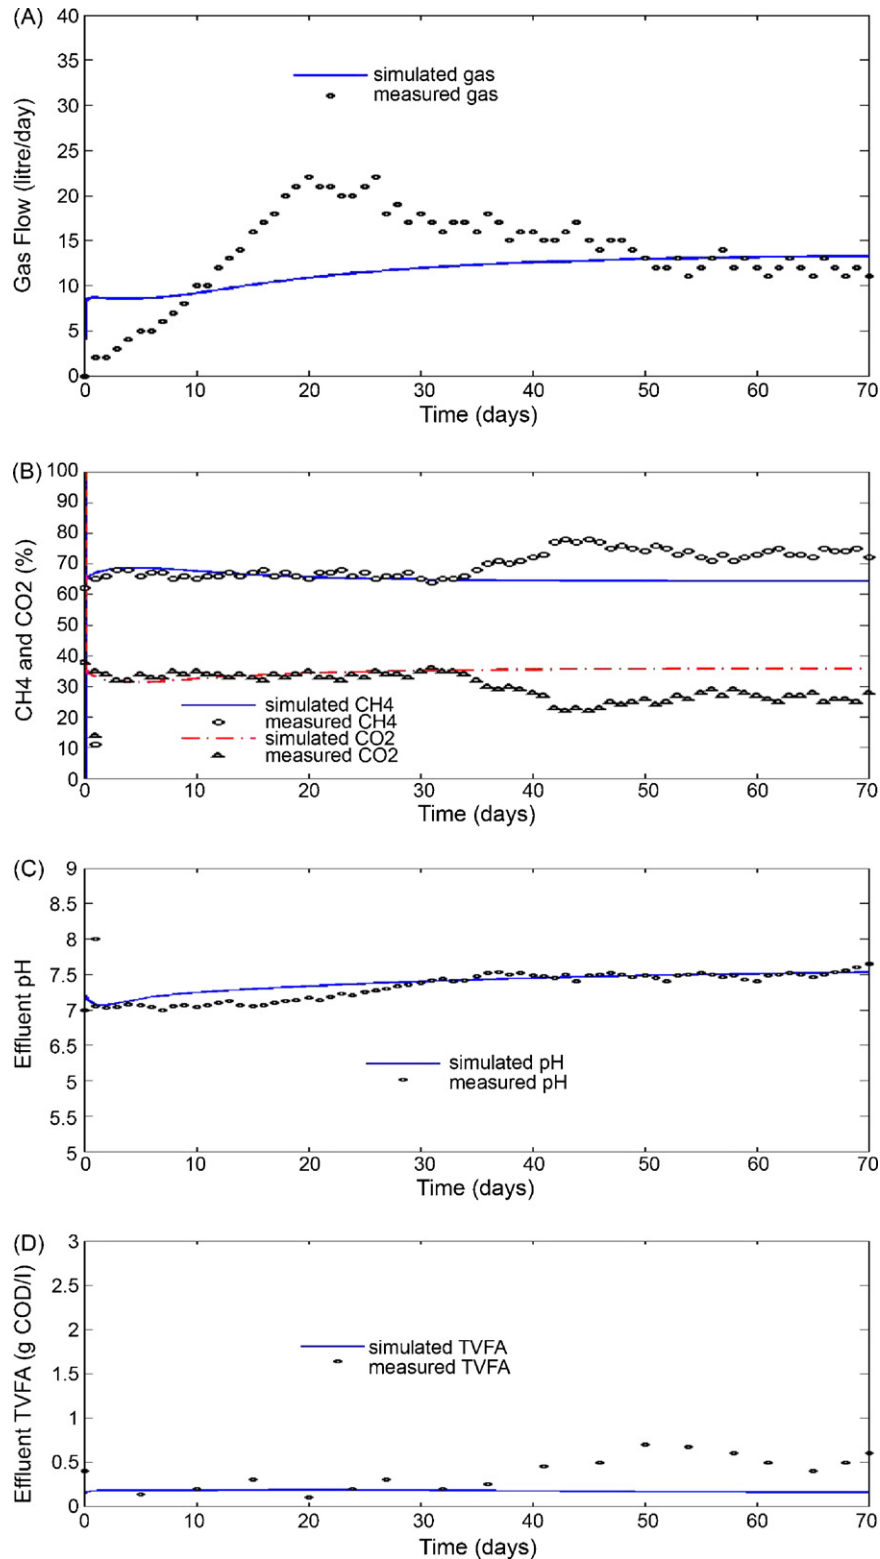 (A)
40
35
30
25
20
15
10
5
0
Gas Flow (litre/day)
simulated gas
measured gas
0 10 20 30 40 50 60 70
Time (days)
(B)
100
90
80
70
60
50
40
30
20
10
0
CH4 and CO2 (%)
simulated CH4
measured CH4
simulated CO2
measured CO2
0 10 20 30 40 50 60 70
Time (days)
(C)
9
8.5
8
7.5
7
6.5
6
5.5
5
Effluent pH
simulated pH
measured pH
0 10 20 30 40 50 60 70
Time (days)
(D)
3
2.5
2
1.5
1
0.5
0
Effluent TVFA (g COD/l)
simulated TVFA
measured TVFA
0 10 20 30 40 50 60 70
Time (days)